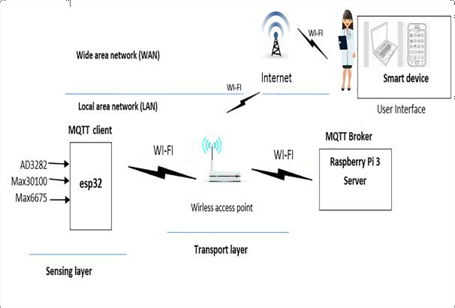 WI-FI
Wide area network (WAN)
Internet
Smart device
WI-FI
User Interface
Local area network (LAN)
MQTT client
MQTT Broker
WI-FI
WI-FI
AD3282
Max30100
Max6675
esp32
Raspberry Pi 3
Server
Wirless access point
Transport layer
Sensing layer